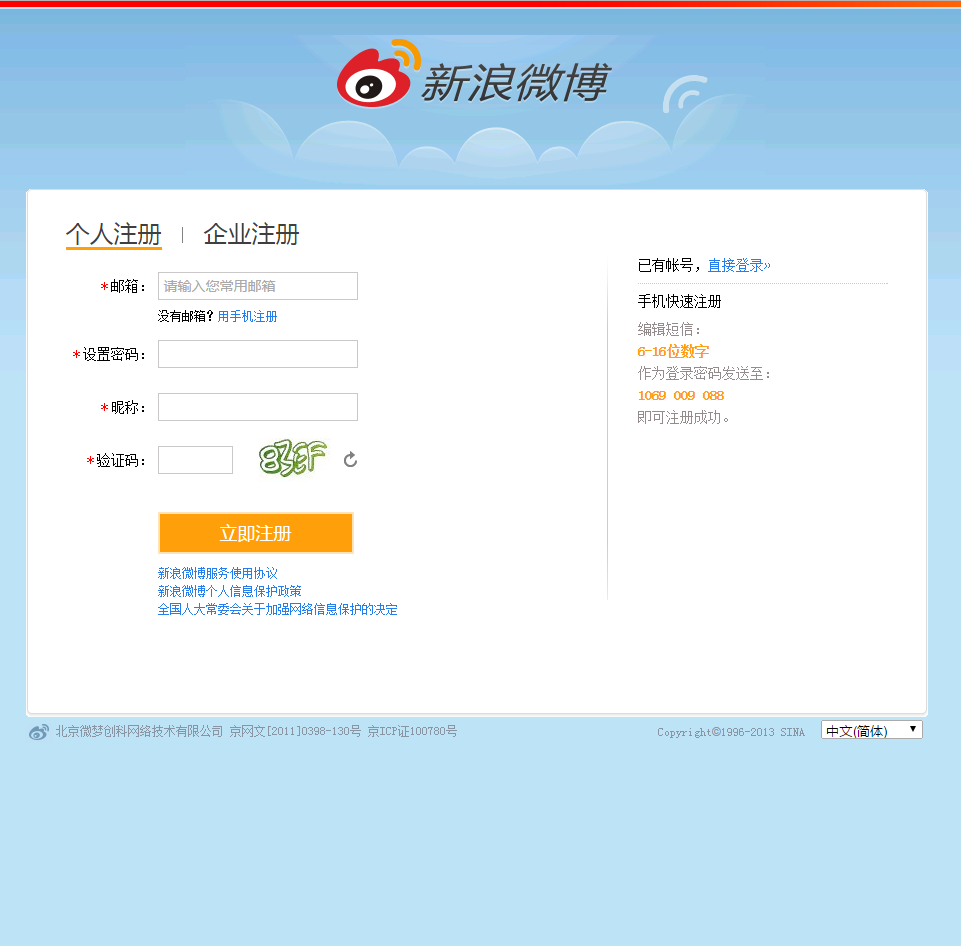 新浪微博
个人注册 | 企业注册
*邮箱： 请输入您常用邮箱
没有邮箱？用手机注册
*设置密码：
*昵称：
*验证码：
立即注册
新浪微博服务使用协议
新浪微博个人信息保护政策
全国人大常委会关于加强网络信息保护的决定
已有帐号，直接登录»
手机快速注册
编辑短信：
6-16位数字
作为登录密码发送至：
1069 009 088
即可注册成功。
北京微梦创科网络技术有限公司 京网文[2011]0398-130号 京ICP证100780号
Copyright©1996-2013 SINA 中文(简体)